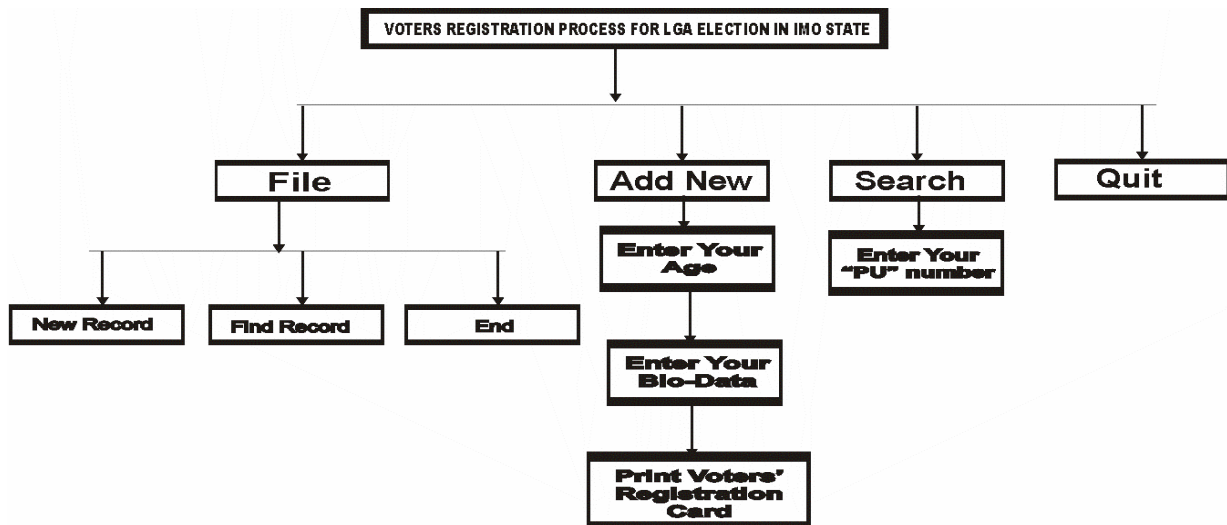 VOTERS REGISTRATION PROCESS FOR LGA ELECTION IN IMO STATE
File
Add New
Search
Quit
Enter Your
Age
Enter Your
"PU" number
New Record
Find Record
End
Enter Your
Bio-Data
Print Voters'
Registration
Card